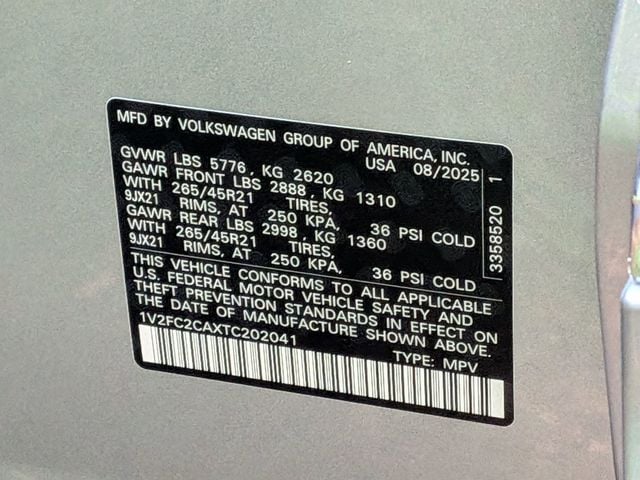 MFD BY VOLKSWAGEN GROUP OF AMERICA, INC.
USA 08/2025
GVWR LBS 5776, KG 2620
GAWR FRONT LBS 2888, KG 1310
WITH 265/45R21 TIRES,
9JX21 RIMS, AT 250 KPA, 36 PSI COLD
GAWR REAR LBS 2998, KG 1360
WITH 265/45R21 TIRES,
9JX21 RIMS, AT 250 KPA, 36 PSI COLD
THIS VEHICLE CONFORMS TO ALL APPLICABLE
U.S. FEDERAL MOTOR VEHICLE SAFETY AND
THEFT PREVENTION STANDARDS IN EFFECT ON
THE DATE OF MANUFACTURE SHOWN ABOVE.
1V2FC2CAXTC202041
TYPE: MPV
3358520 1